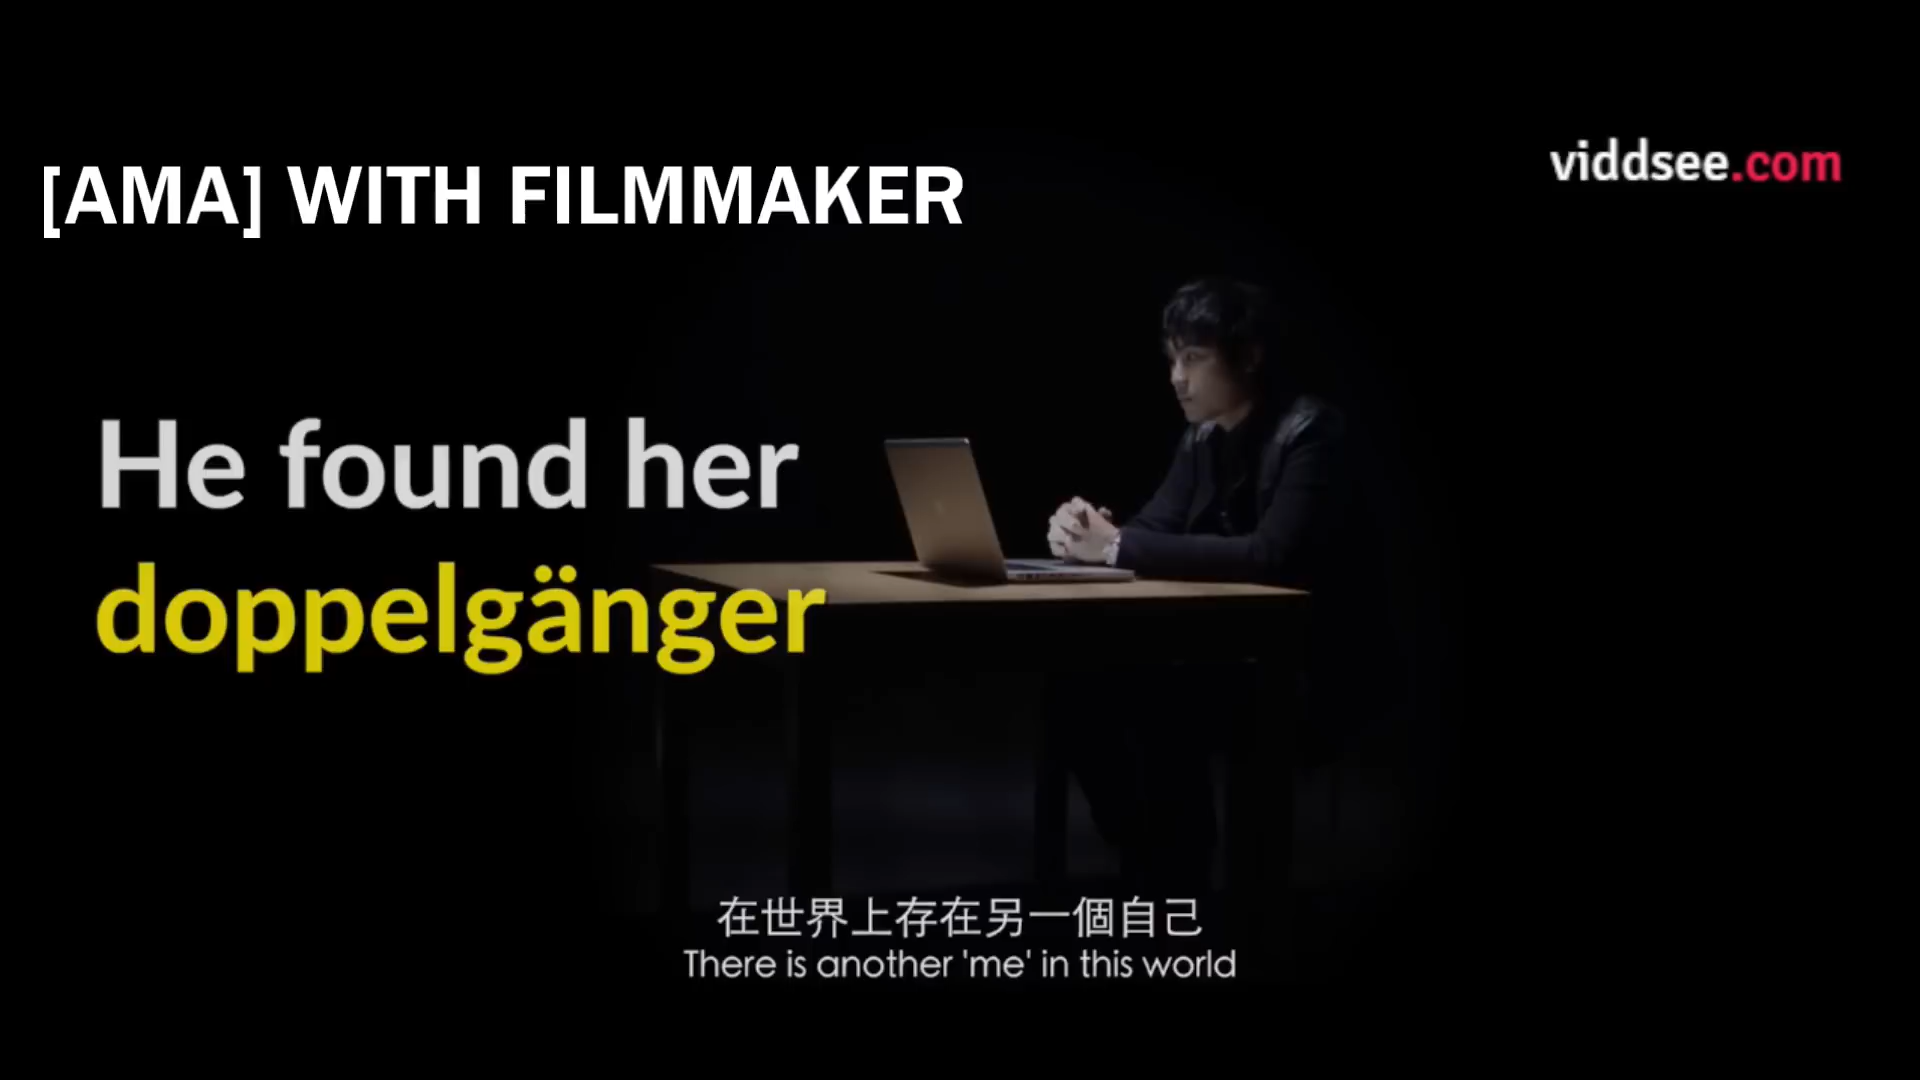 [AMA] WITH FILMMAKER
viddsee.com
He found her
doppelgänger
在世界上存在另一個自己
There is another 'me' in this world